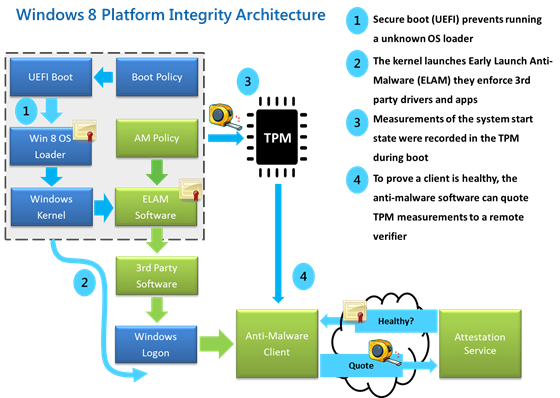 Windows 8 Platform Integrity Architecture
UEFI Boot
Boot Policy
1
Win 8 OS
Loader
AM Policy
3
TPM
Windows
Kernel
ELAM
Software
2
3rd Party
Software
4
Windows
Logon
Anti-Malware
Client
Healthy?
Quote
Attestation
Service
1
Secure boot (UEFI) prevents running
a unknown OS loader
2
The kernel launches Early Launch Anti-
Malware (ELAM) they enforce 3rd
party drivers and apps
3
Measurements of the system start
state were recorded in the TPM
during boot
4
To prove a client is healthy, the
anti-malware software can quote
TPM measurements to a remote
verifier